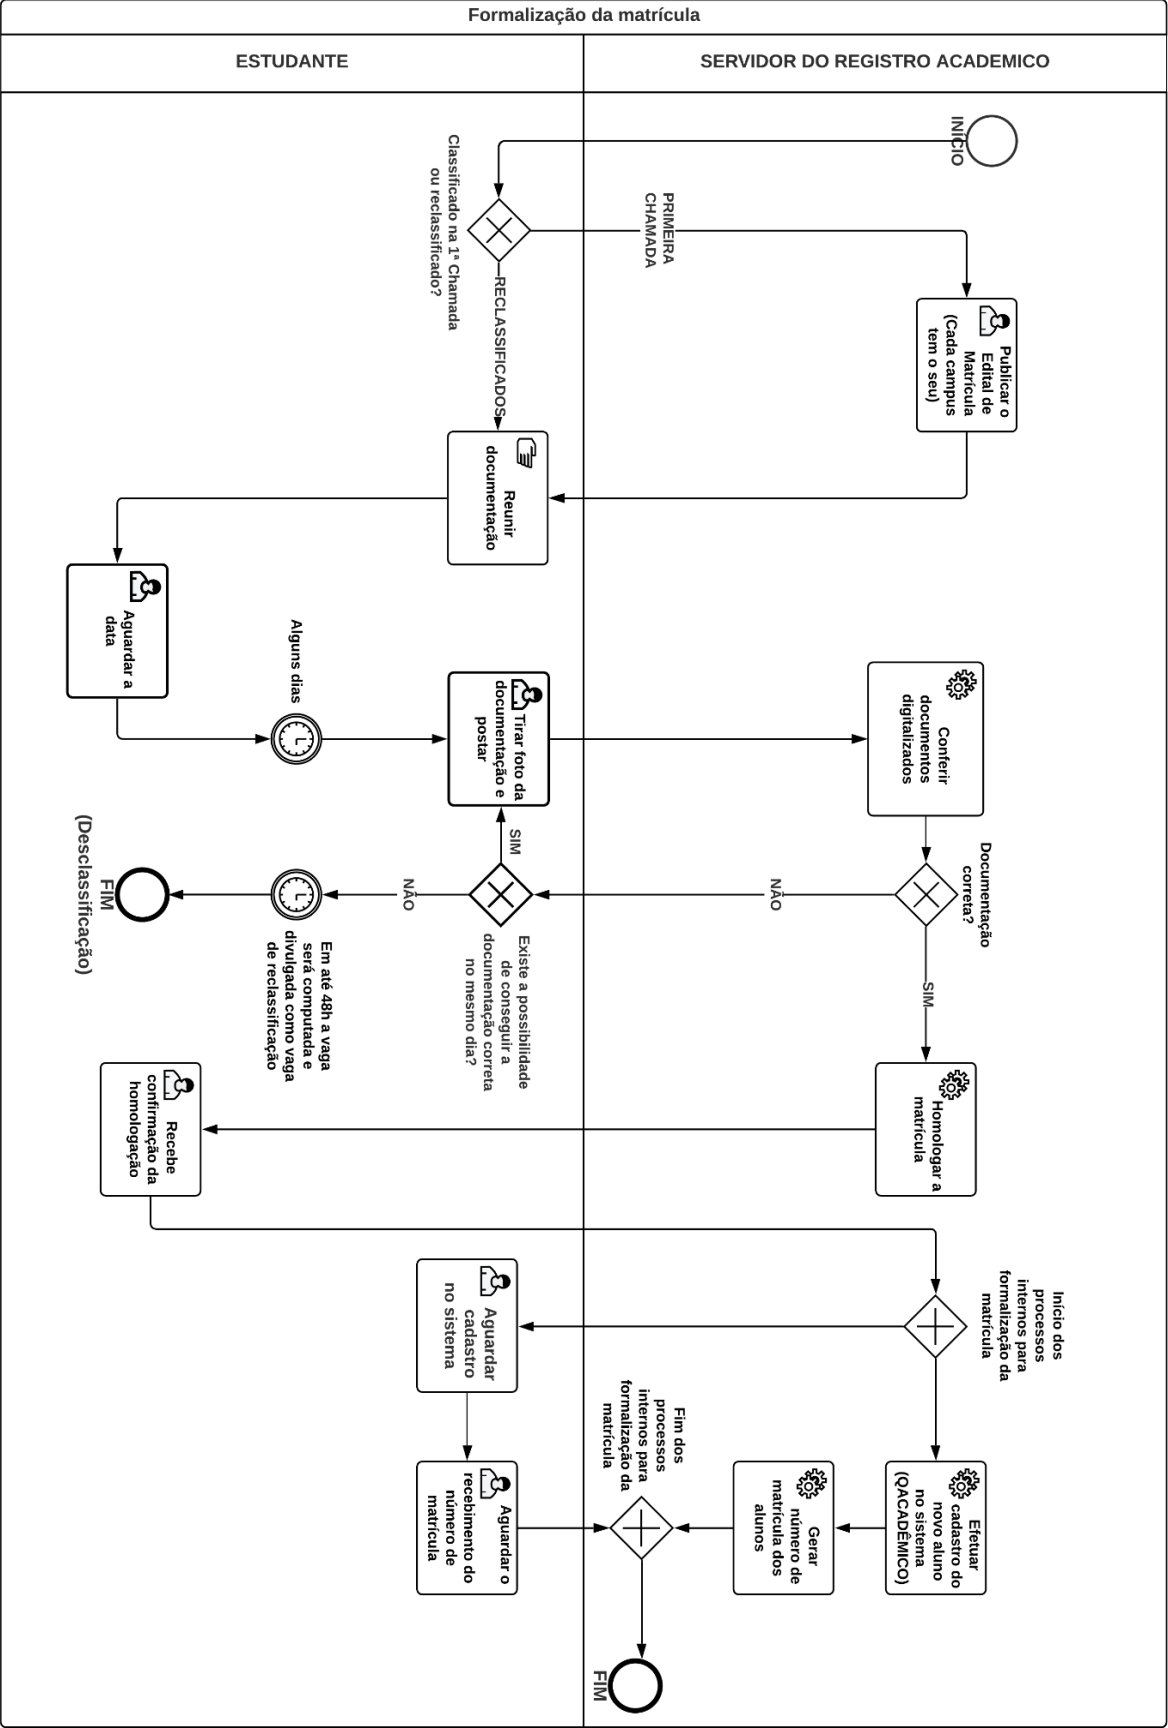 Formalização da matrícula
ESTUDANTE
SERVIDOR DO REGISTRO ACADEMICO
INÍCIO
Classificado na 1ª Chamada
ou reclassificado?
PRIMEIRA
CHAMADA
RECLASSIFICADOS
Publicar o
Edital de
Matrícula
(Cada campus
tem o seu)
Reunir
documentação
Aguardar a
data
Alguns dias
Tirar foto da
documentação e
postar
Conferir
documentos
digitalizados
Documentação
correta?
NÃO
SIM
Existe a possibilidade
de conseguir a
documentação correta
no mesmo dia?
SIM
NÃO
Em até 48h a vaga
será computada e
divulgada como vaga
de reclassificação
FIM
(Desclassificação)
Homologar a
matrícula
Recebe
confirmação da
homologação
Início dos
processos
internos para
formalização da
matrícula
Aguardar
cadastro
no sistema
Aguardar o
recebimento do
número de
matrícula
Efetuar
cadastro do
novo aluno
no sistema
(QACADÊMICO)
Gerar
número de
matrícula dos
alunos
Fim dos
processos
internos para
formalização da
matrícula
FIM